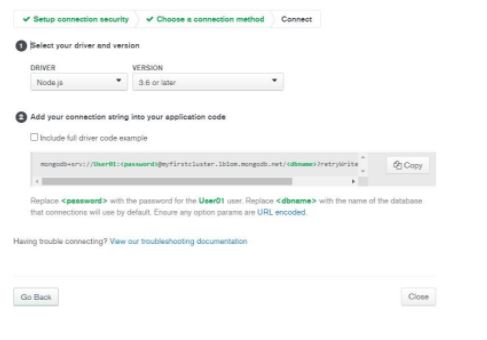 ✔ Setup connection security
✔ Choose a connection method
Connect
1 Select your driver and version
DRIVER
VERSION
Node.js
3.6 or later
2 Add your connection string into your application code
Include full driver code example
mongodb+srv://User01:<password>@myfirstcluster.lblom.mongodb.net/<dbname>?retryWrite
Copy
Replace <password> with the password for the User01 user. Replace <dbname> with the name of the database
that connections will use by default. Ensure any option params are URL encoded.
Having trouble connecting? View our troubleshooting documentation
Go Back
Close